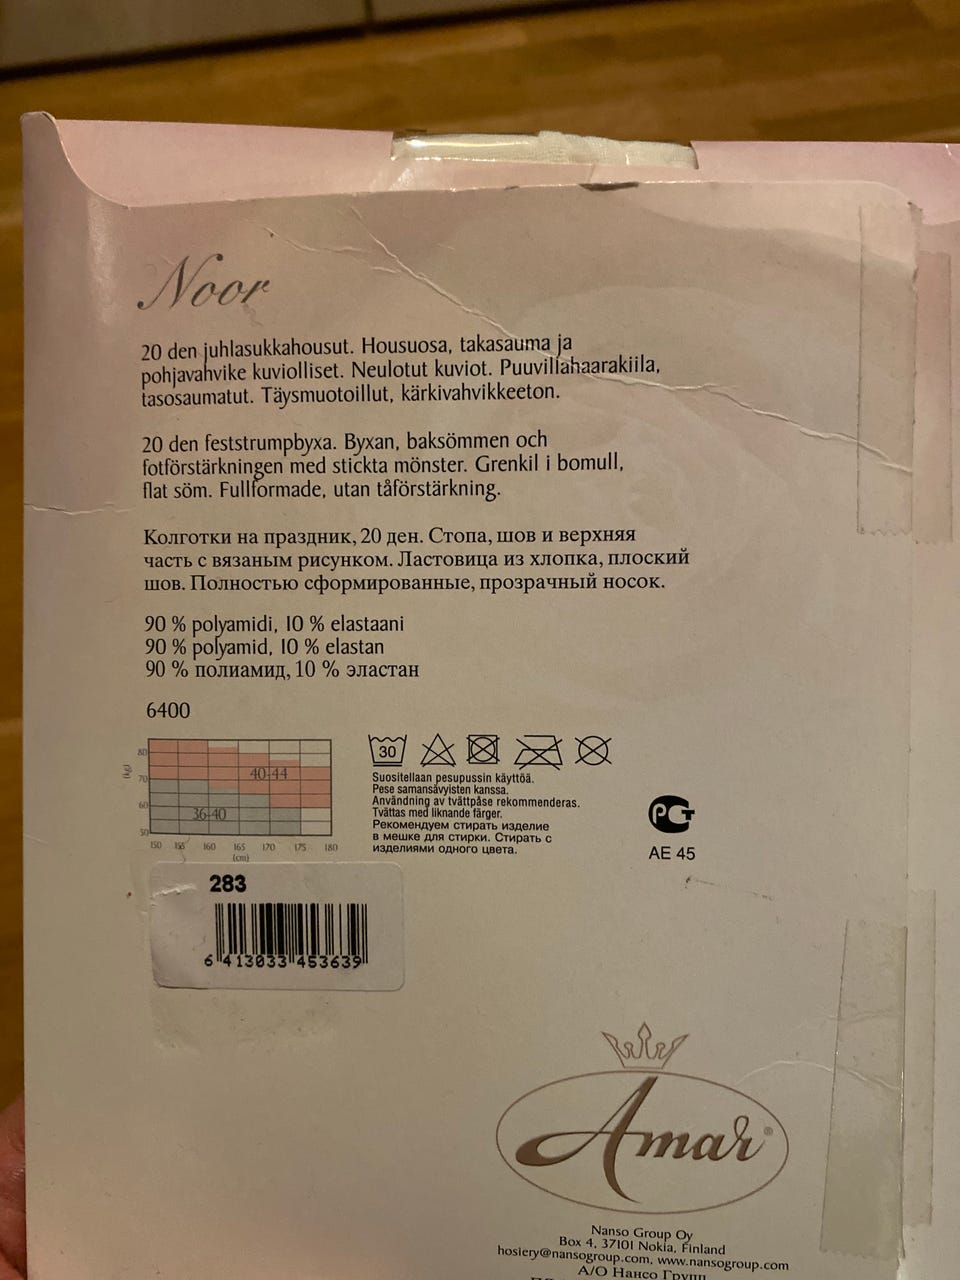 Noor
20 den juhlasukkahousut. Housuosa, takasauma ja
pohjavahvike kuviolliset. Neulotut kuviot. Puuvillahaarakiila,
tasosaumatut. Täysmuotoillut, kärkivahvikkeeton.
20 den feststrumpbyxa. Byxan, baksömmen och
fotförstärkningen med stickta mönster. Grenkil i bomull,
flat söm. Fullformade, utan tåförstärkning.
Колготки на праздник, 20 ден. Стопа, шов и верхняя
часть с вязаным рисунком. Ластовица из хлопка, плоский
шов. Полностью сформированные, прозрачный носок.
90 % polyamidi, 10 % elastaani
90 % polyamid, 10 % elastan
90 % полиамид, 10 % эластан
6400
(kg)
80
70
60
50
40-44
36-40
150 155 160 165 170 175 180
(cm)
30
Suositellaan pesupussin käyttöä.
Pese samansävyisten kanssa.
Användning av tvättpåse rekommenderas.
Tvättas med liknande färger.
Рекомендуем стирать изделие
в мешке для стирки. Стирать с
изделиями одного цвета.
РСТ
AE 45
283
6 413033 453639
Amar®
Nanso Group Oy
Box 4, 37101 Nokia, Finland
hosiery@nansogroup.com, www.nansogroup.com
А/О Нансо Групп